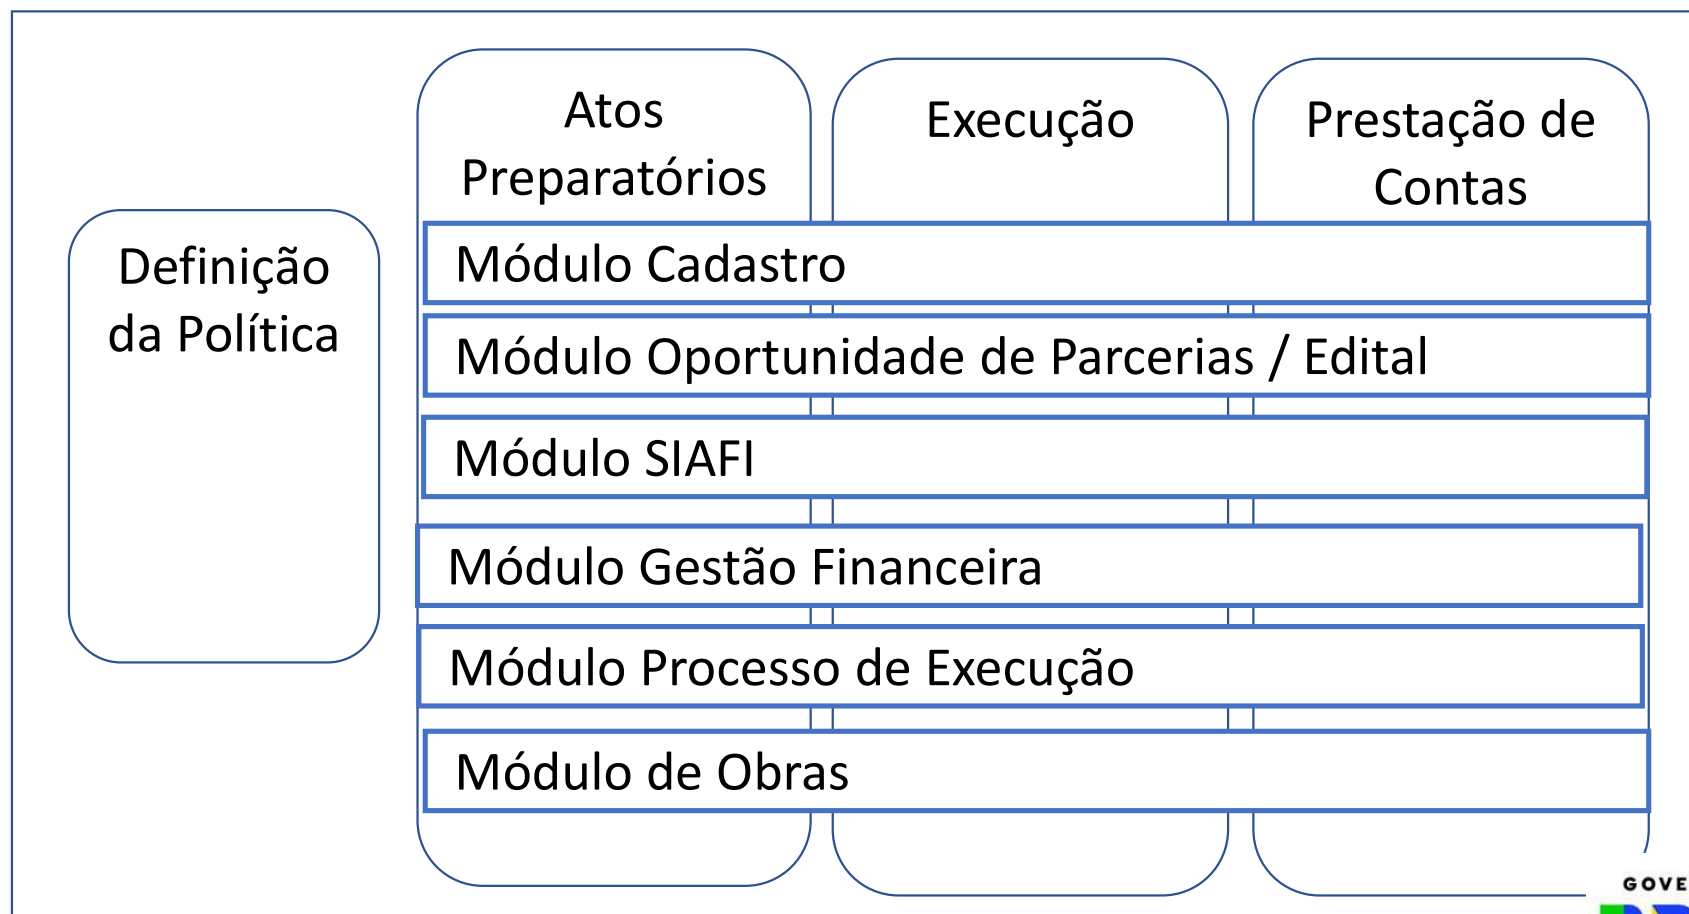 Atos
Preparatórios
Execução
Prestação de
Contas
Definição
da Política
Módulo Cadastro
Módulo Oportunidade de Parcerias / Edital
Módulo SIAFI
Módulo Gestão Financeira
Módulo Processo de Execução
Módulo de Obras
GOVE